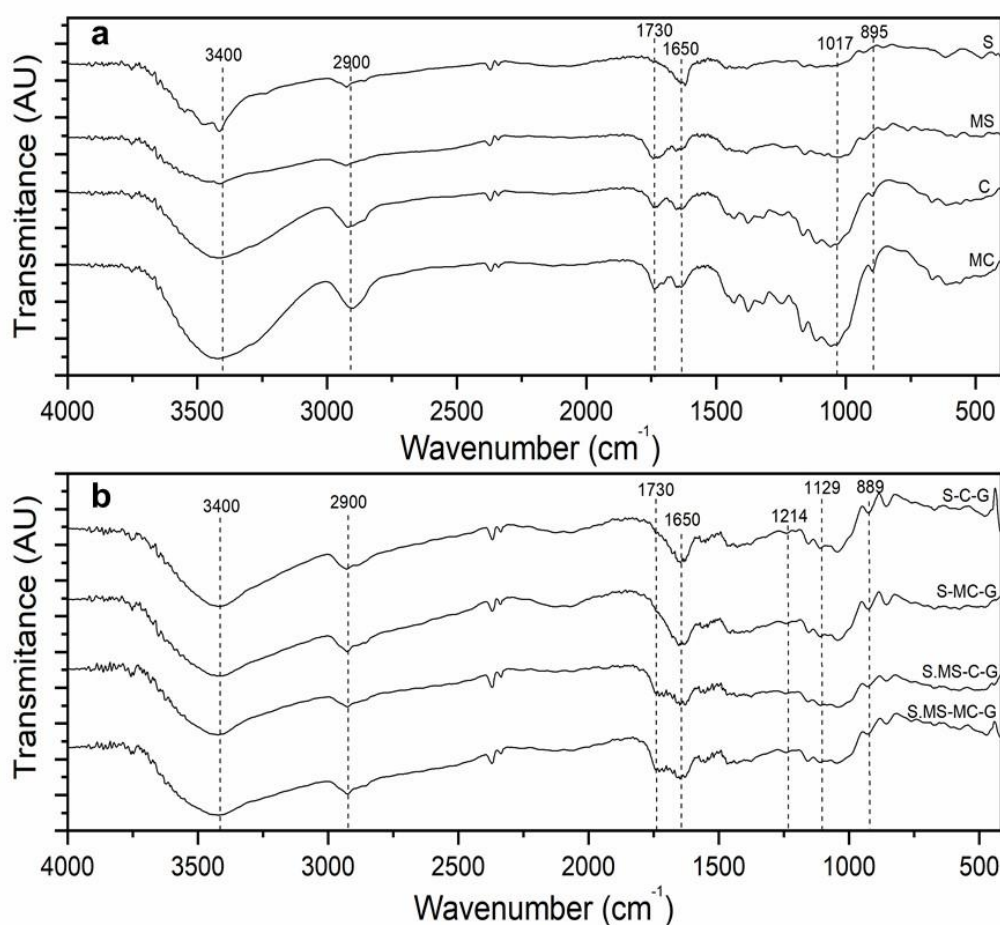 a
3400
2900
1730
1650
1017
895
S
MS
C
MC
Transmitance (AU)
4000 3500 3000 2500 2000 1500 1000 500
Wavenumber (cm⁻¹)
b
3400
2900
1730
1650
1214
1129
889
S-C-G
S-MC-G
S.MS-C-G
S.MS-MC-G
Transmitance (AU)
4000 3500 3000 2500 2000 1500 1000 500
Wavenumber (cm⁻¹)